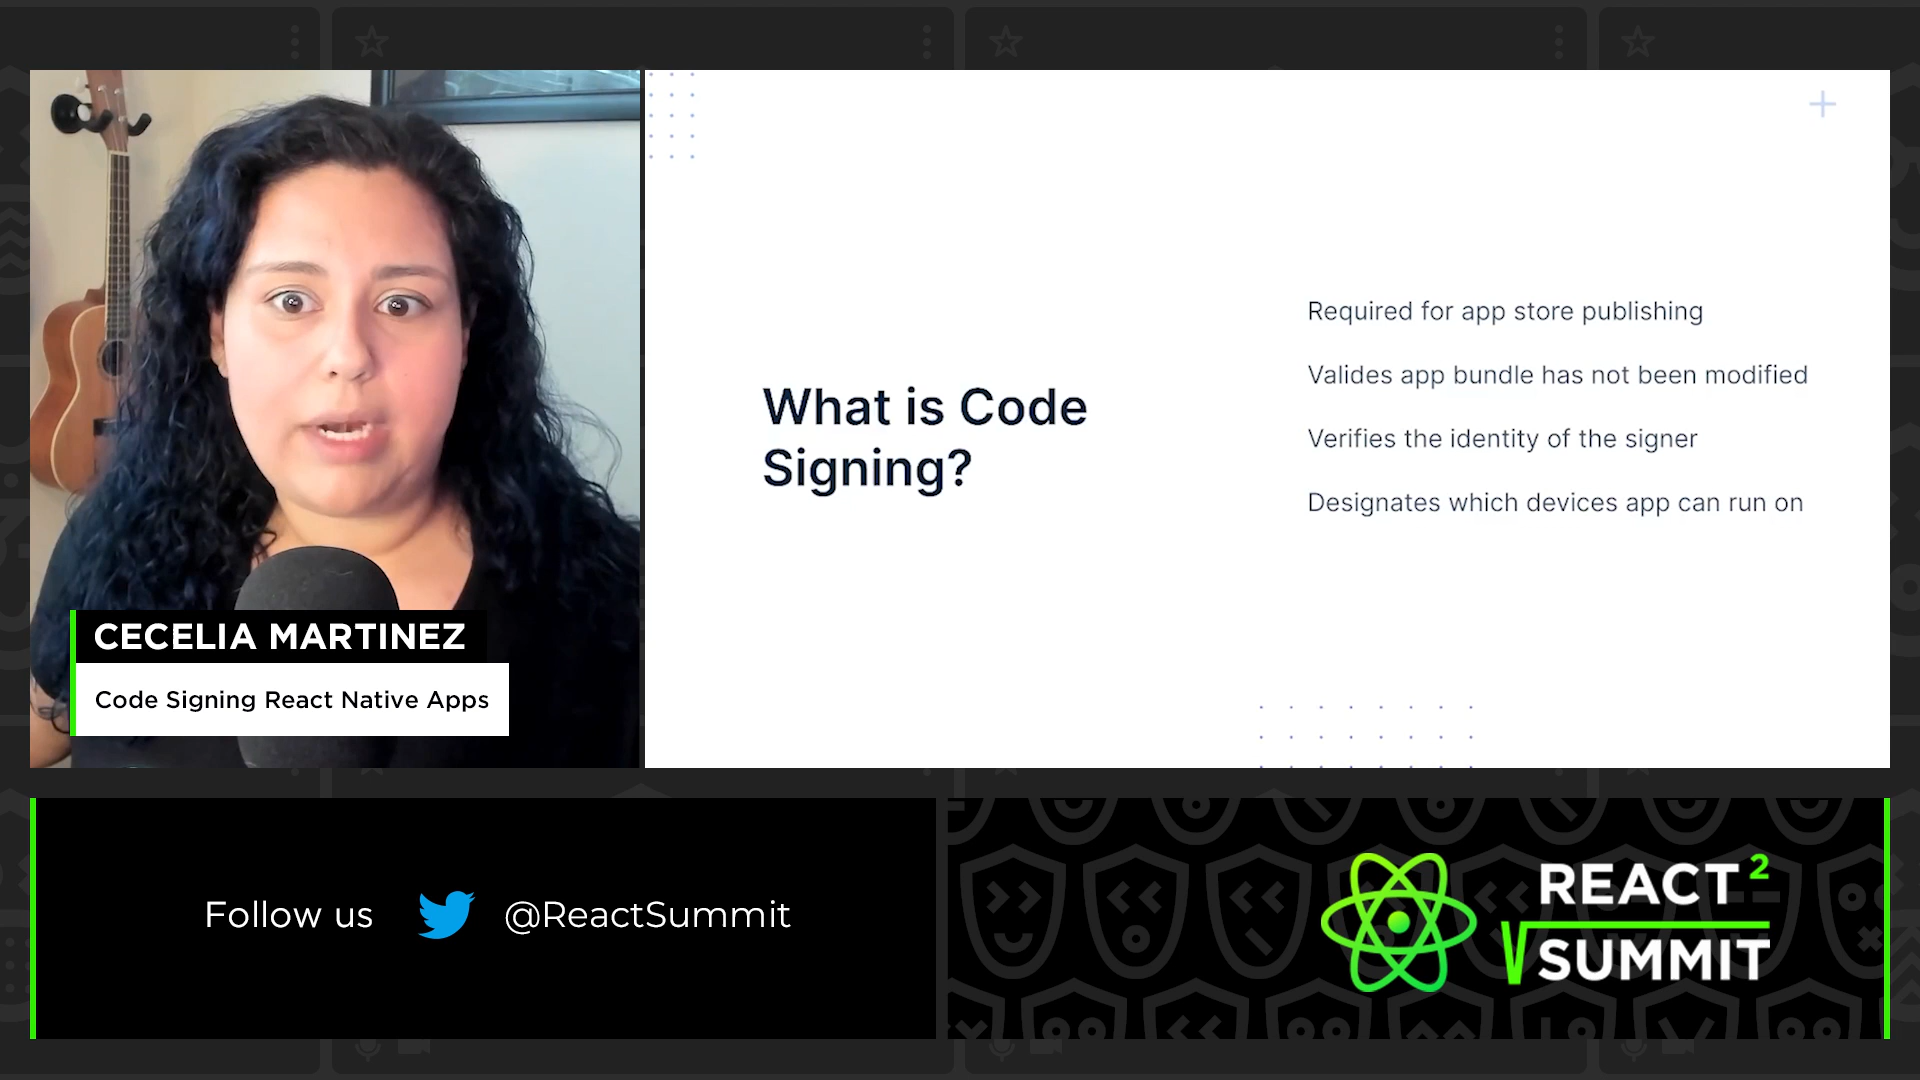 What is Code
Signing?
Required for app store publishing
Valides app bundle has not been modified
Verifies the identity of the signer
Designates which devices app can run on
CECELIA MARTINEZ
Code Signing React Native Apps
Follow us @ReactSummit
REACT 2
SUMMIT